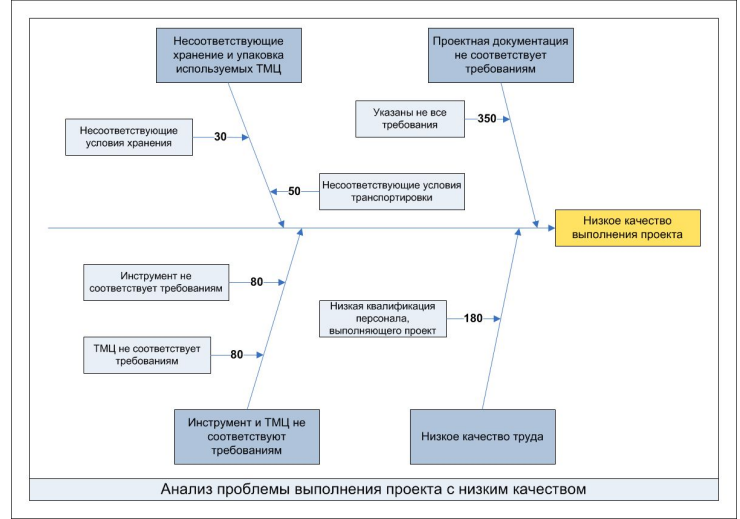 Несоответствующие
хранение и упаковка
используемых ТМЦ
Проектная документация
не соответствует
требованиям
Указаны не все
требования
350
Несоответствующие
условия хранения
30
50
Несоответствующие условия
транспортировки
Низкое качество
выполнения проекта
Инструмент не
соответствует требованиям
80
Низкая квалификация
персонала,
выполняющего проект
180
ТМЦ не соответствует
требованиям
80
Инструмент и ТМЦ не
соответствуют
требованиям
Низкое качество труда
Анализ проблемы выполнения проекта с низким качеством